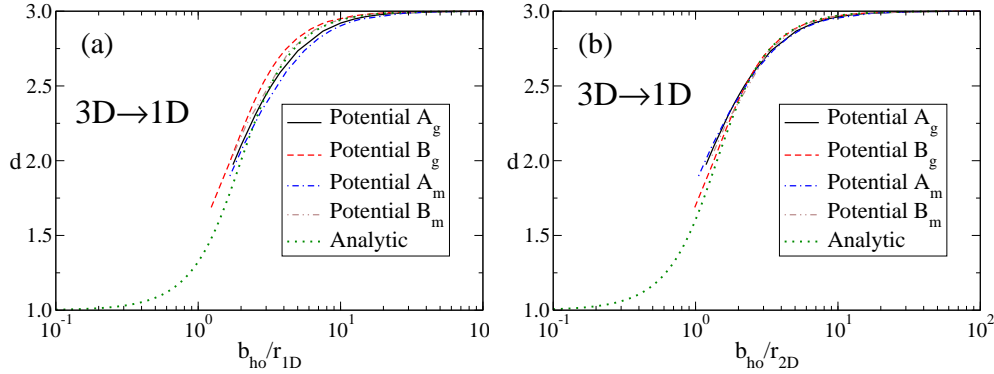 3.0
(a)
2.5
3D→1D
Potential A_g
Potential B_g
d 2.0
Potential A_m
Potential B_m
1.5
Analytic
1.0
10^-1 10^0 10^1 10
b_ho/r_1D
3.0
(b)
2.5
3D→1D
Potential A_g
Potential B_g
d 2.0
Potential A_m
Potential B_m
1.5
Analytic
1.0
10^-1 10^0 10^1 10^2
b_ho/r_2D